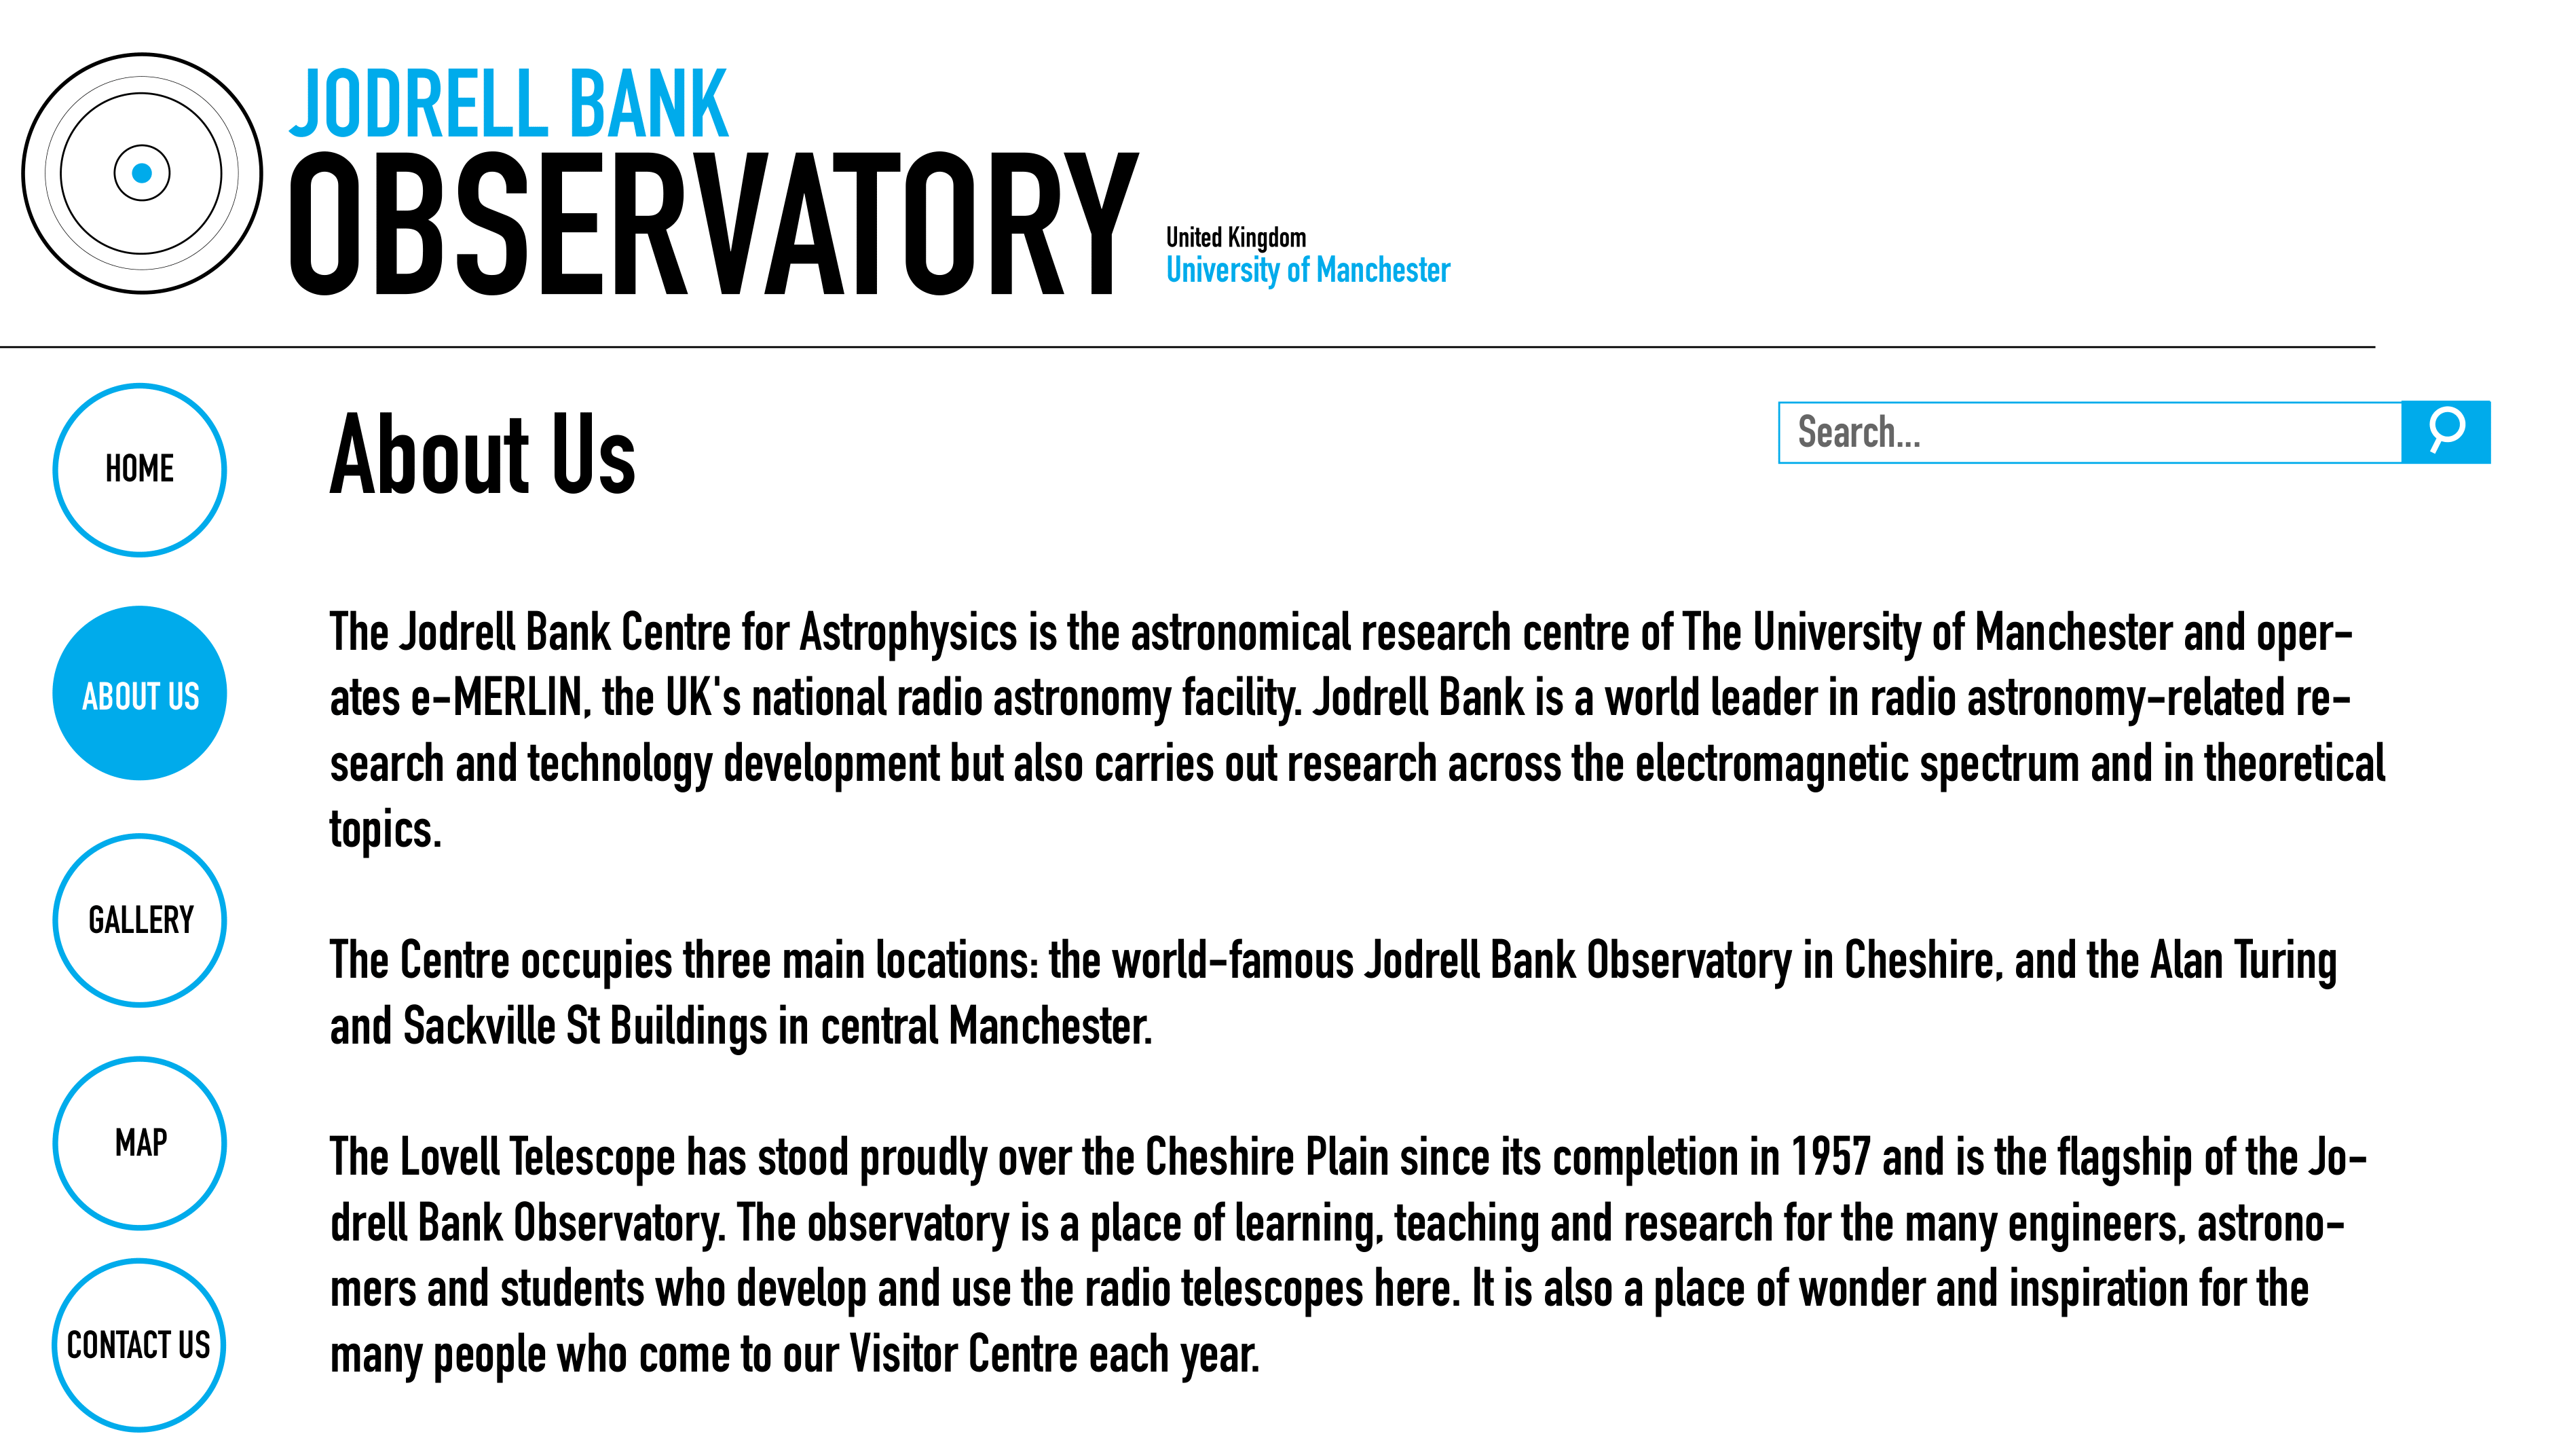 JODRELL BANK
OBSERVATORY
United Kingdom
University of Manchester
HOME
ABOUT US
GALLERY
MAP
CONTACT US
About Us
Search...
The Jodrell Bank Centre for Astrophysics is the astronomical research centre of The University of Manchester and oper-
ates e-MERLIN, the UK's national radio astronomy facility. Jodrell Bank is a world leader in radio astronomy-related re-
search and technology development but also carries out research across the electromagnetic spectrum and in theoretical
topics.
The Centre occupies three main locations: the world-famous Jodrell Bank Observatory in Cheshire, and the Alan Turing
and Sackville St Buildings in central Manchester.
The Lovell Telescope has stood proudly over the Cheshire Plain since its completion in 1957 and is the flagship of the Jo-
drell Bank Observatory. The observatory is a place of learning, teaching and research for the many engineers, astrono-
mers and students who develop and use the radio telescopes here. It is also a place of wonder and inspiration for the
many people who come to our Visitor Centre each year.